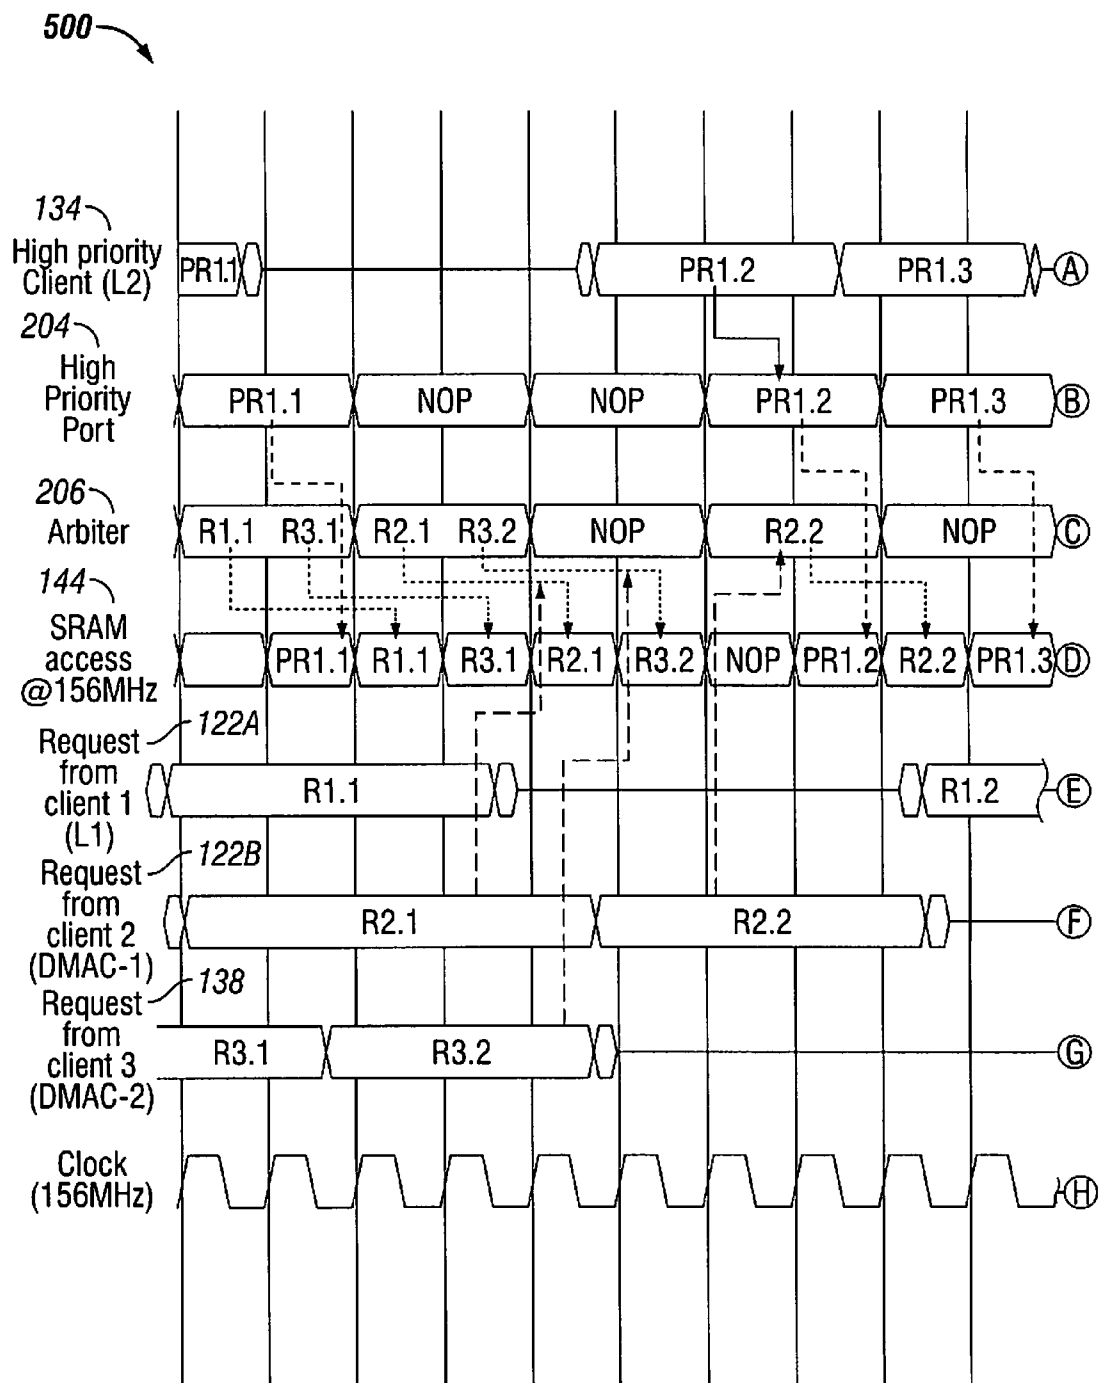 500
134
High priority
Client (L2)
PR1.1
PR1.2
PR1.3
A
204
High
Priority
Port
PR1.1
NOP
NOP
PR1.2
PR1.3
B
206
Arbiter
R1.1
R3.1
R2.1
R3.2
NOP
R2.2
NOP
C
144
SRAM
access
@156MHz
PR1.1
R1.1
R3.1
R2.1
R3.2
NOP
PR1.2
R2.2
PR1.3
D
122A
Request
from
client 1
(L1)
R1.1
R1.2
E
122B
Request
from
client 2
(DMAC-1)
R2.1
R2.2
F
138
Request
from
client 3
(DMAC-2)
R3.1
R3.2
G
Clock
(156MHz)
H